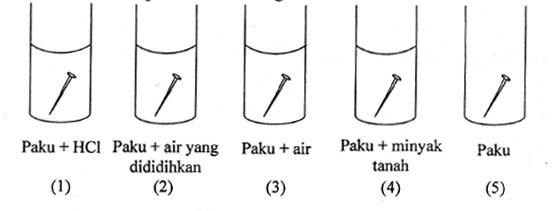 Paku + HCl Paku + air yang dididihkan Paku + air Paku + minyak tanah Paku
(1) (2) (3) (4) (5)